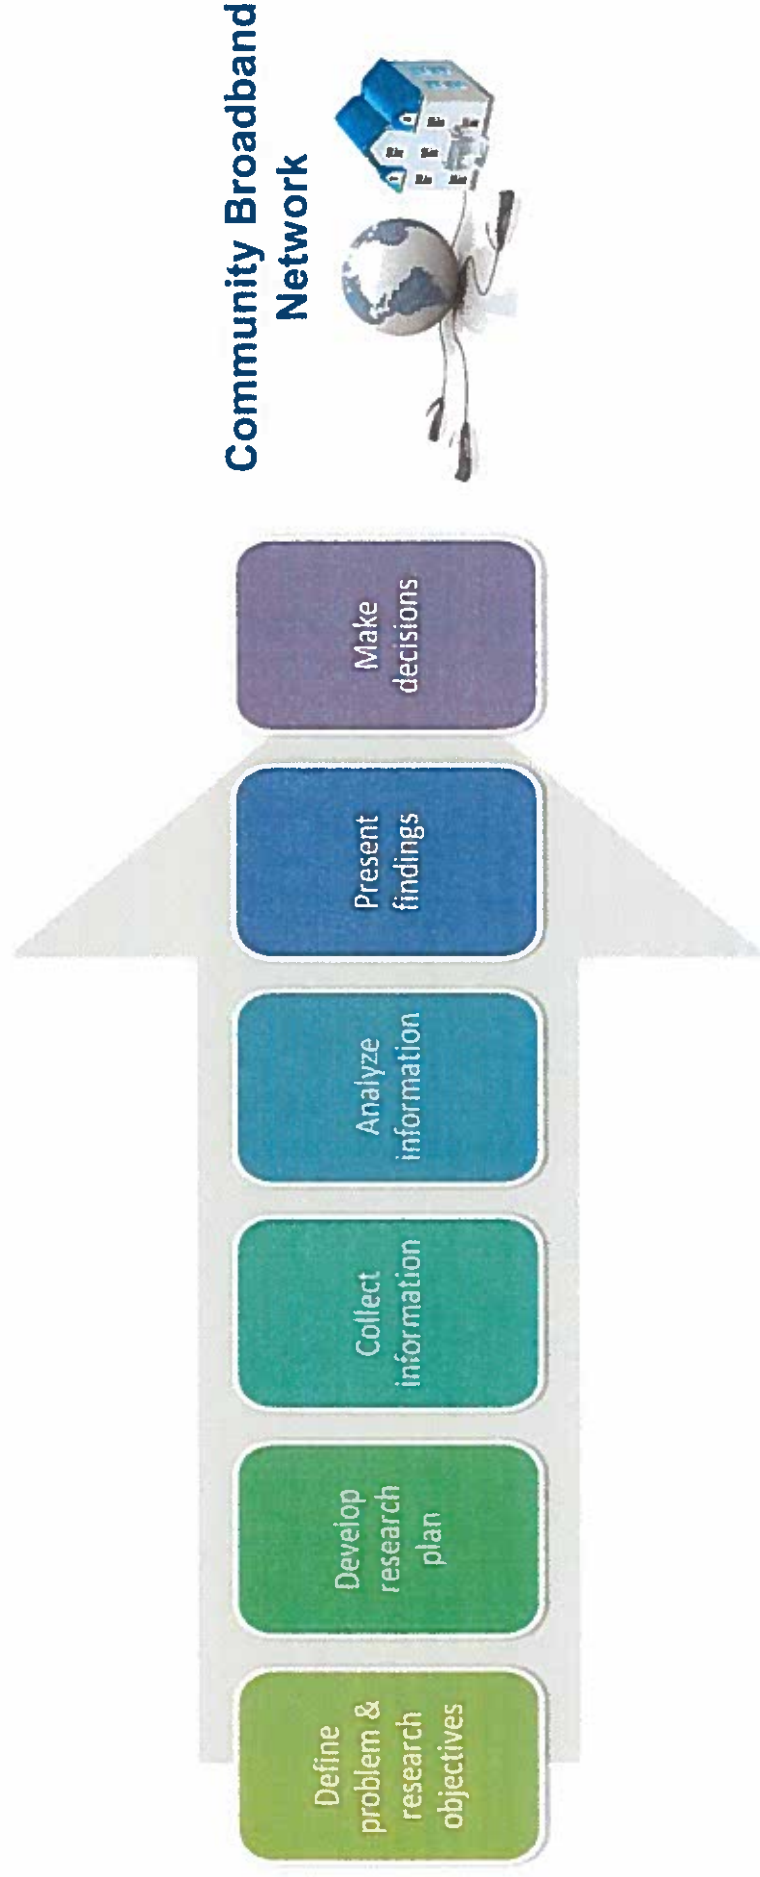 Define
problem &
research
objectives
Develop
research
plan
Collect
information
Analyze
information
Present
findings
Make
decisions
Community Broadband
Network